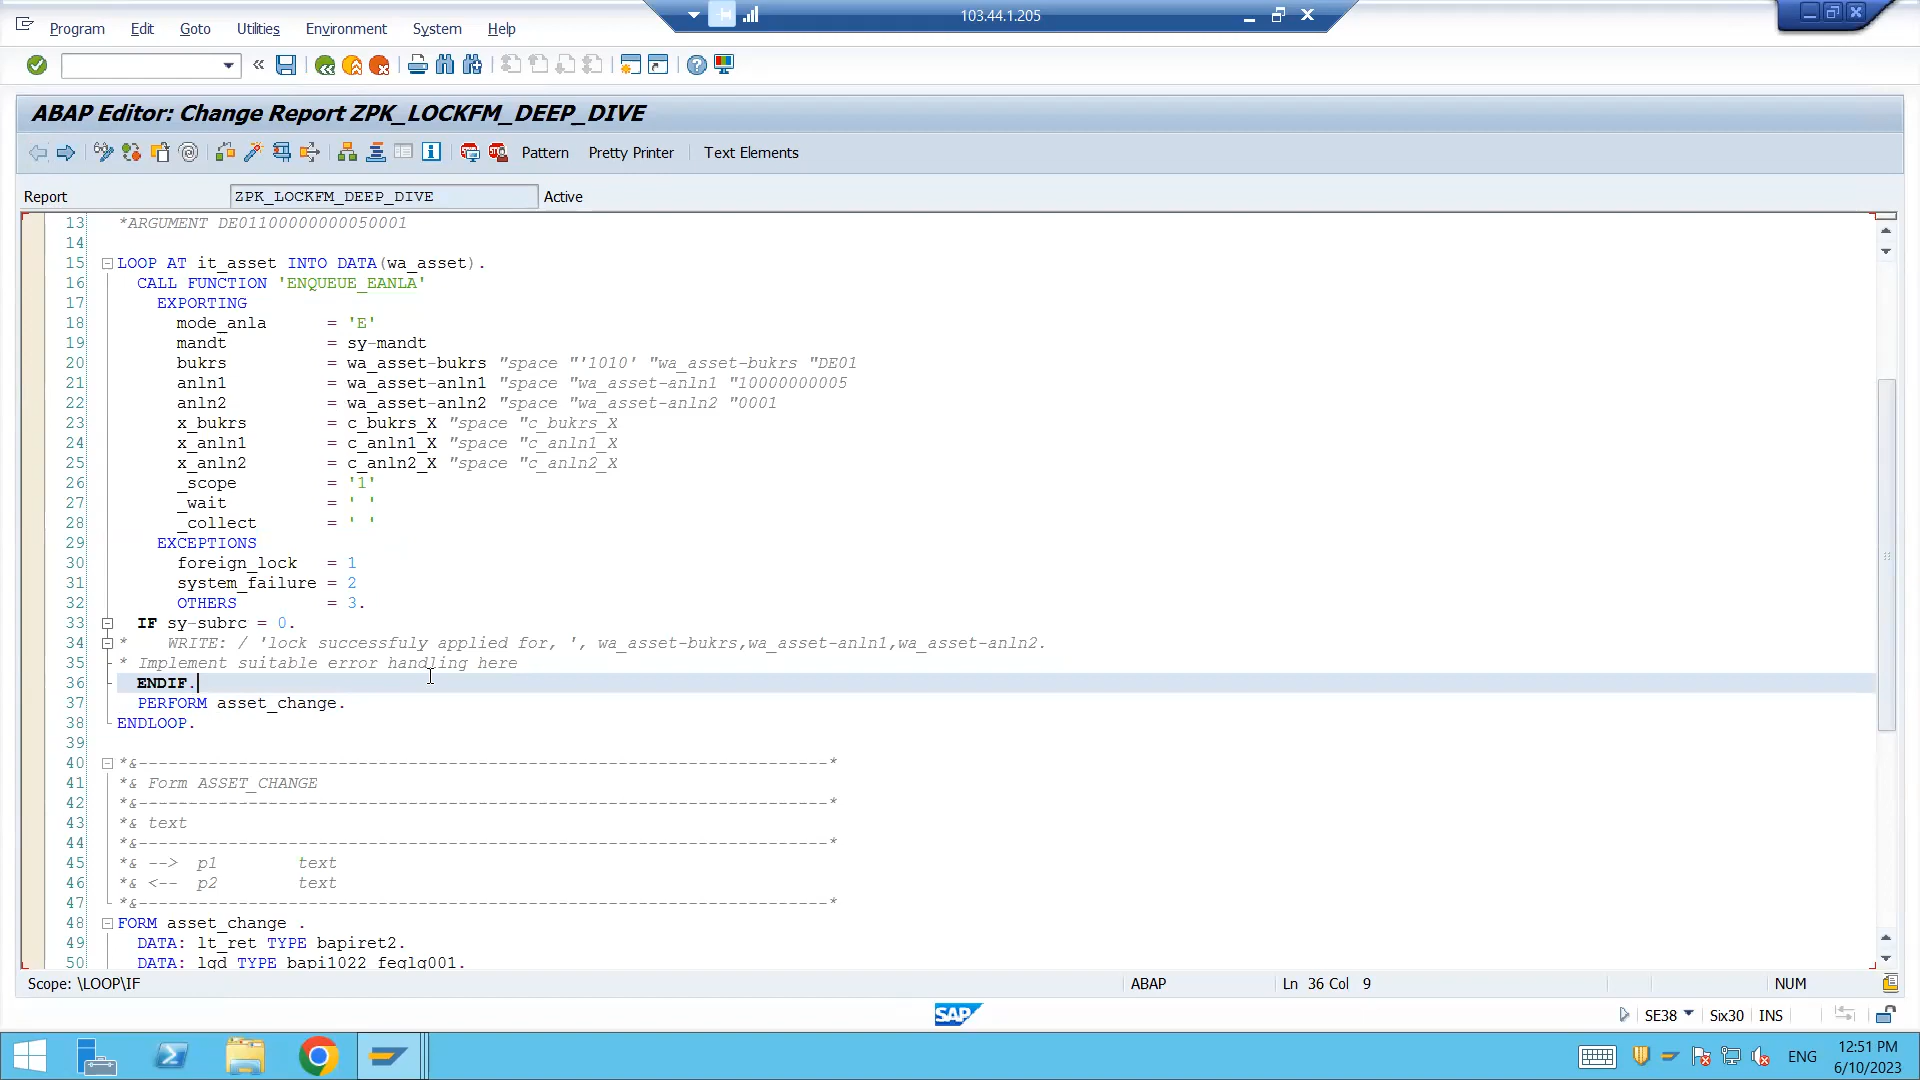 103.44.1.205
Program Edit Goto Utilities Environment System Help
ABAP Editor: Change Report ZPK_LOCKFM_DEEP_DIVE
Pattern Pretty Printer Text Elements
Report ZPK_LOCKFM_DEEP_DIVE Active
13 *ARGUMENT DE011000000000050001
14
15 LOOP AT it_asset INTO DATA(wa_asset).
16 CALL FUNCTION 'ENQUEUE_EANLA'
17 EXPORTING
18 mode_anla = 'E'
19 mandt = sy-mandt
20 bukrs = wa_asset-bukrs "space "'1010' "wa_asset-bukrs "DE01
21 anln1 = wa_asset-anln1 "space "wa_asset-anln1 "10000000005
22 anln2 = wa_asset-anln2 "space "wa_asset-anln2 "0001
23 x_bukrs = c_bukrs_X "space "c_bukrs_X
24 x_anln1 = c_anln1_X "space "c_anln1_X
25 x_anln2 = c_anln2_X "space "c_anln2_X
26 _scope = '1'
27 _wait = ' '
28 _collect = ' '
29 EXCEPTIONS
30 foreign_lock = 1
31 system_failure = 2
32 OTHERS = 3.
33 IF sy-subrc = 0.
34 * WRITE: / 'lock successfuly applied for, ', wa_asset-bukrs,wa_asset-anln1,wa_asset-anln2.
35 * Implement suitable error handling here
36 ENDIF.
37 PERFORM asset_change.
38 ENDLOOP.
39
40 *&---------------------------------------------------------------------*
41 *& Form ASSET_CHANGE
42 *&---------------------------------------------------------------------*
43 *& text
44 *&---------------------------------------------------------------------*
45 *& --> p1 text
46 *& <-- p2 text
47 *&---------------------------------------------------------------------*
48 FORM asset_change .
49 DATA: lt_ret TYPE bapiret2.
50 DATA: lgd TYPE bapi1022_feglg001.
Scope: \LOOP\IF ABAP Ln 36 Col 9 NUM
SAP SE38 Six30 INS
ENG 12:51 PM
6/10/2023